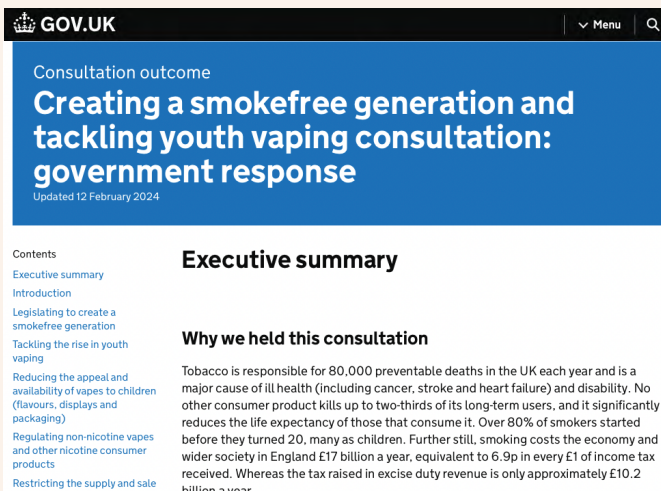 GOV.UK
Menu
Consultation outcome
Creating a smokefree generation and
tackling youth vaping consultation:
government response
Updated 12 February 2024
Contents
Executive summary
Introduction
Legislating to create a
smokefree generation
Tackling the rise in youth
vaping
Reducing the appeal and
availability of vapes to children
(flavours, displays and
packaging)
Regulating non-nicotine vapes
and other nicotine consumer
products
Restricting the supply and sale
Executive summary
Why we held this consultation
Tobacco is responsible for 80,000 preventable deaths in the UK each year and is a
major cause of ill health (including cancer, stroke and heart failure) and disability. No
other consumer product kills up to two-thirds of its long-term users, and it significantly
reduces the life expectancy of those that consume it. Over 80% of smokers started
before they turned 20, many as children. Further still, smoking costs the economy and
wider society in England £17 billion a year, equivalent to 6.9p in every £1 of income tax
received. Whereas the tax raised in excise duty revenue is only approximately £10.2
billion a year